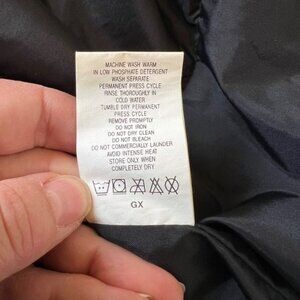 MACHINE WASH WARM
IN LOW PHOSPHATE DETERGENT
WASH SEPARATE
PERMANENT PRESS CYCLE
RINSE THOROUGHLY IN
COLD WATER
TUMBLE DRY PERMANENT
PRESS CYCLE
REMOVE PROMPTLY
DO NOT IRON
DO NOT DRY CLEAN
DO NOT BLEACH
DO NOT COMMERCIALLY LAUNDER
AVOID INTENSE HEAT
STORE ONLY WHEN
COMPLETELY DRY
GX